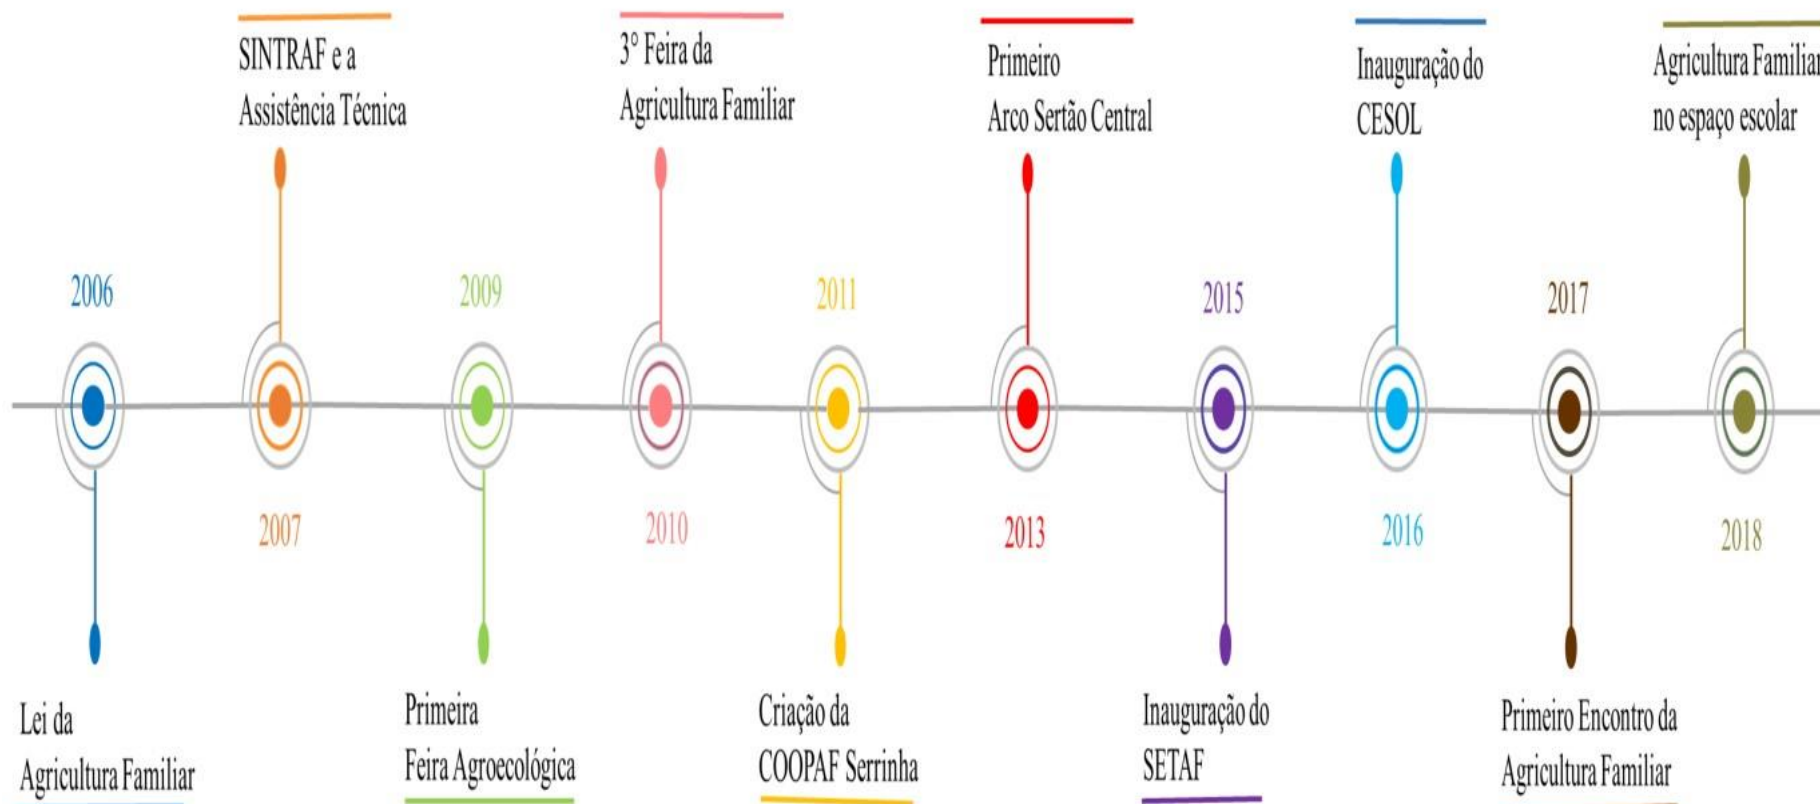 SINTRAF e a
Assistência Técnica
3° Feira da
Agricultura Familiar
Primeiro
Arco Sertão Central
Inauguração do
CESOL
Agricultura Familiar
no espaço escolar
2006
2009
2011
2015
2017
2007
2010
2013
2016
2018
Lei da
Agricultura Familiar
Primeira
Feira Agroecológica
Criação da
COOPAF Serrinha
Inauguração do
SETAF
Primeiro Encontro da
Agricultura Familiar